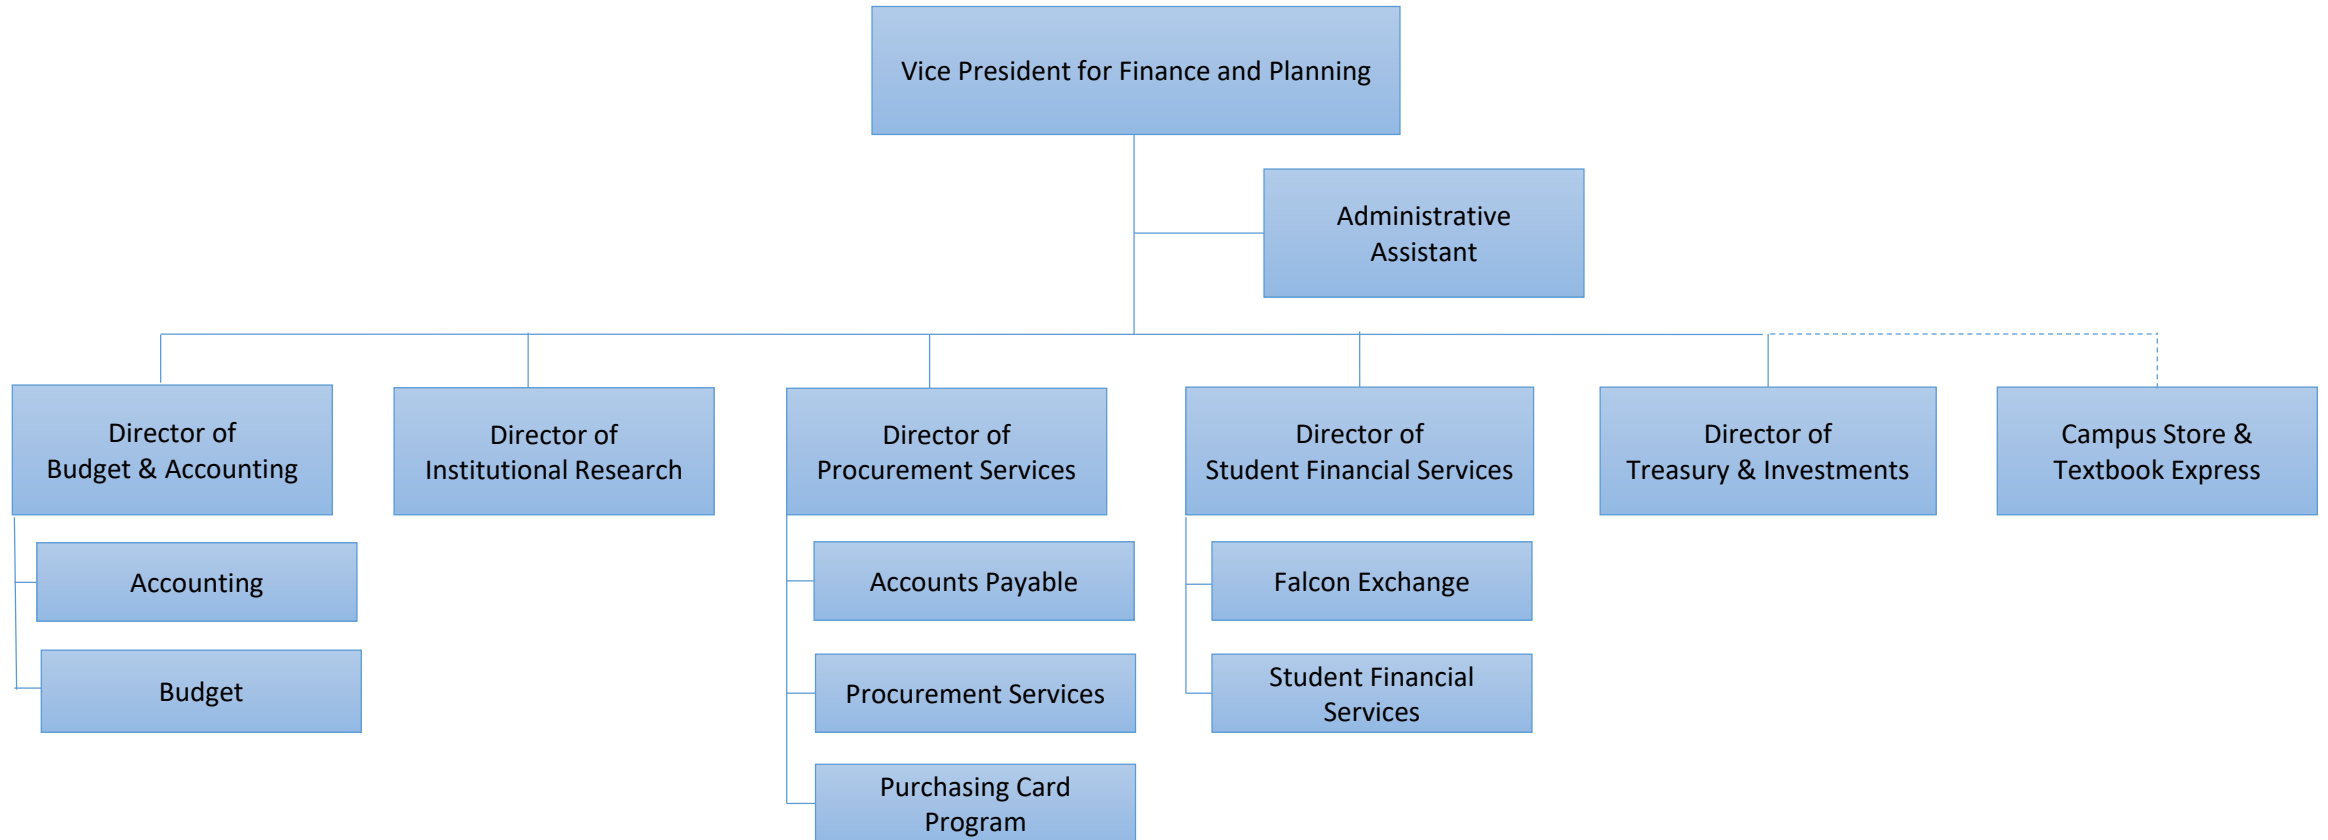 Vice President for Finance and Planning
Administrative
Assistant
Director of
Budget & Accounting
Director of
Institutional Research
Director of
Procurement Services
Director of
Student Financial Services
Director of
Treasury & Investments
Campus Store &
Textbook Express
Accounting
Budget
Accounts Payable
Procurement Services
Purchasing Card
Program
Falcon Exchange
Student Financial
Services